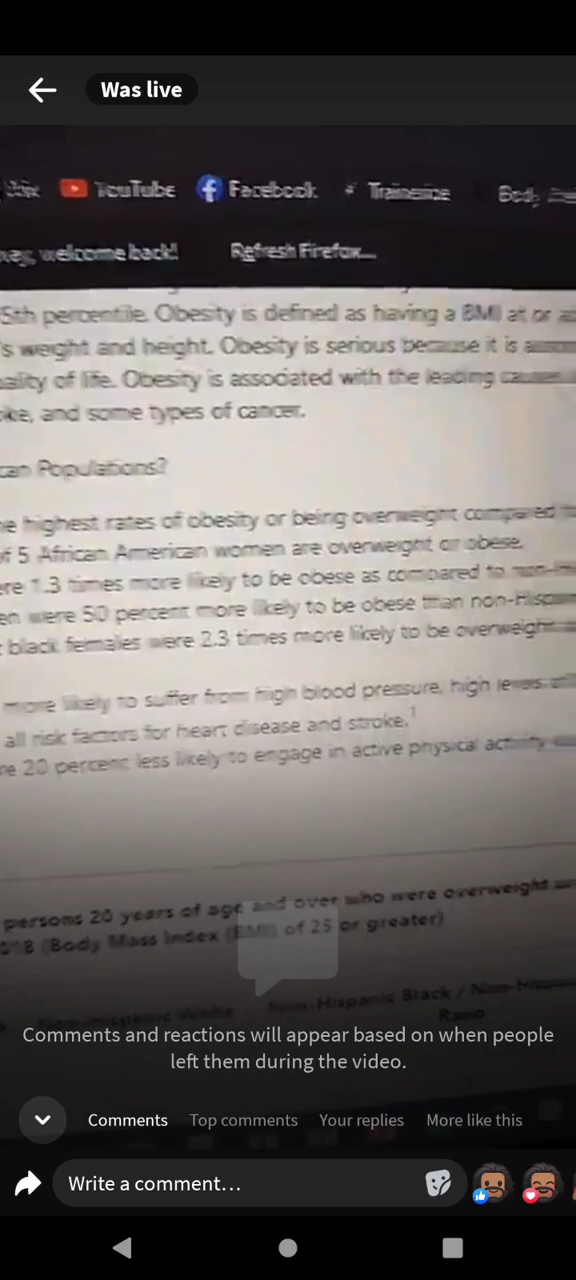 Was live
YouTube
Facebook
Trainerize
welcome back!
Refresh Firefox...
5th percentile. Obesity is defined as having a BMI at or
's weight and height. Obesity is serious because it is
ality of life. Obesity is associated with the leading causes
oke, and some types of cancer.
can Populations?
he highest rates of obesity or being overweight compared
of 5 African American women are overweight or obese.
ere 1.3 times more likely to be obese as compared to
en were 50 percent more likely to be obese than non-Hispa
black females were 2.3 times more likely to be overweight
more likely to suffer from high blood pressure, high levels
all risk factors for heart disease and stroke.1
re 20 percent less likely to engage in active physical activity
persons 20 years of age and over who were overweight
018 (Body Mass Index (BMI) of 25 or greater)
Non-Hispanic White
Non-Hispanic Black / Non-Hispanic
Ratio
Comments and reactions will appear based on when people
left them during the video.
Comments Top comments Your replies More like this
Write a comment...